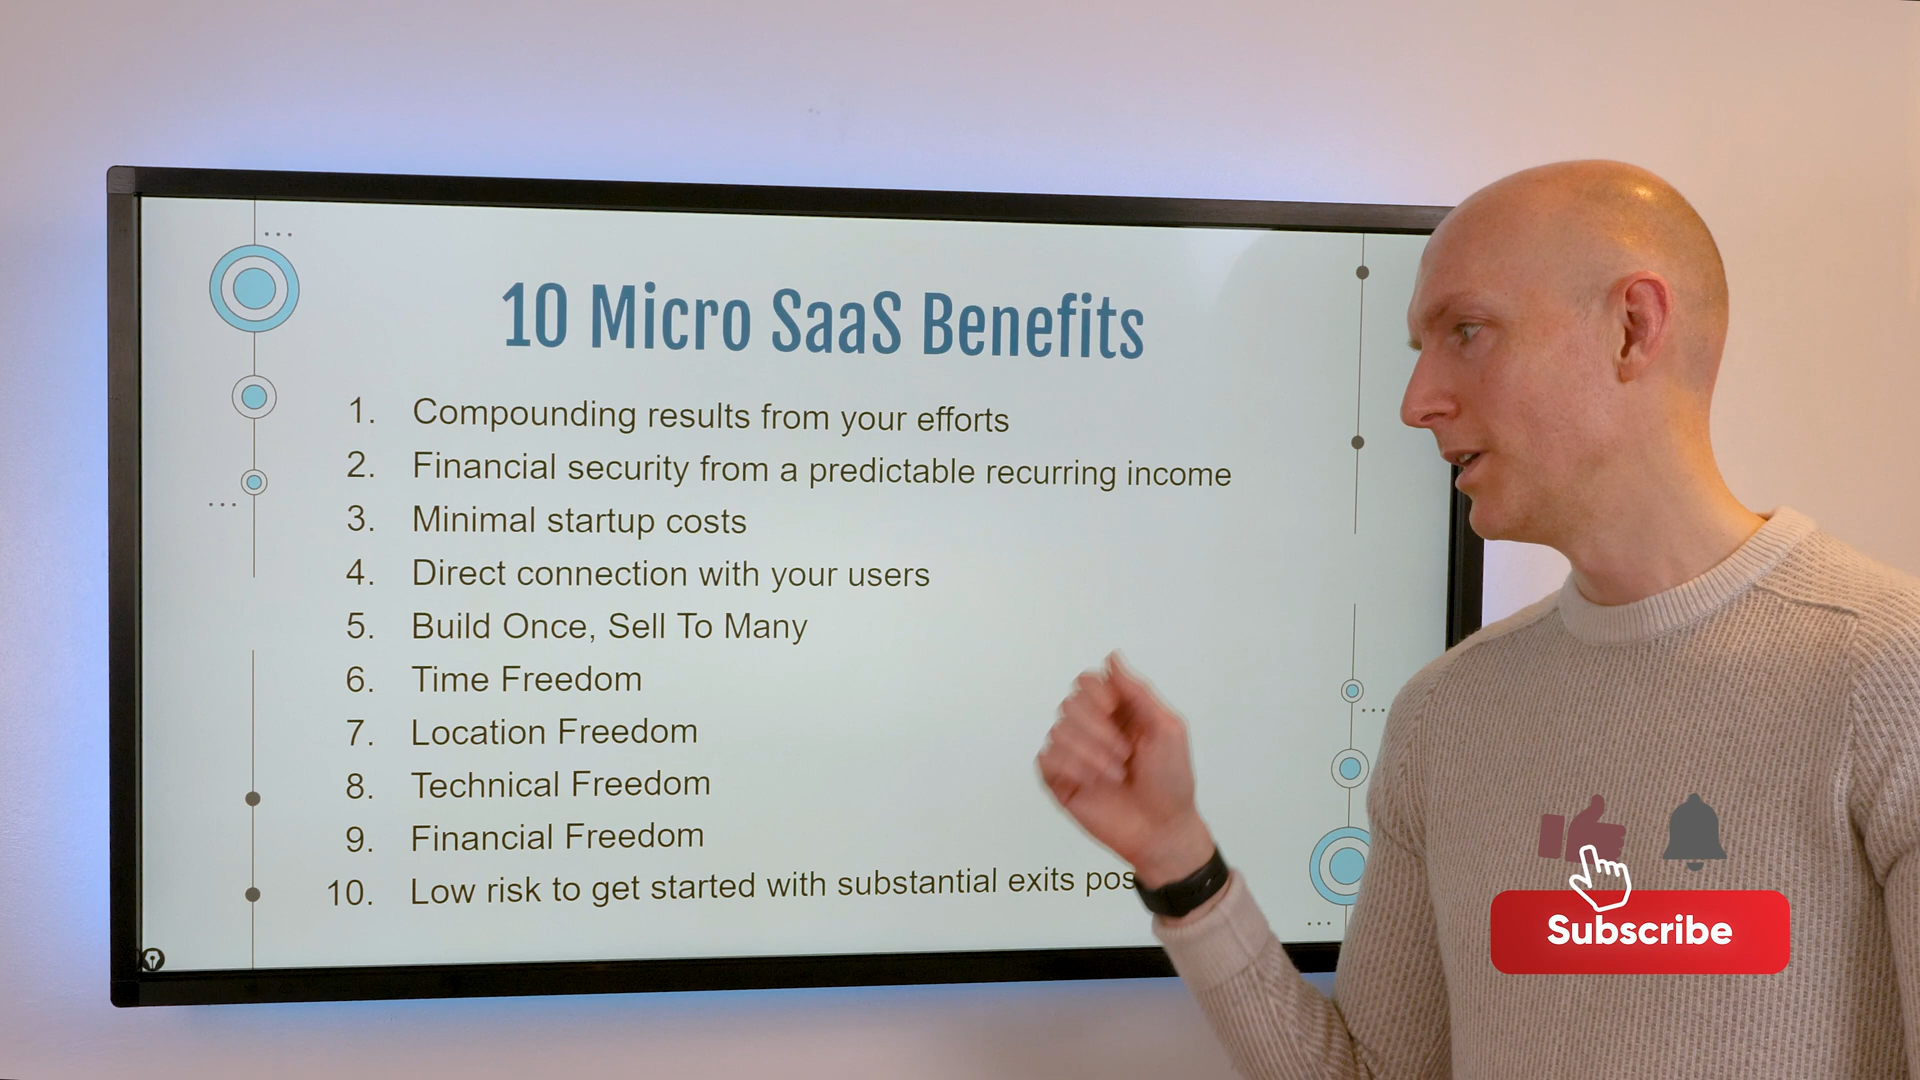 10 Micro SaaS Benefits
1. Compounding results from your efforts
2. Financial security from a predictable recurring income
3. Minimal startup costs
4. Direct connection with your users
5. Build Once, Sell To Many
6. Time Freedom
7. Location Freedom
8. Technical Freedom
9. Financial Freedom
10. Low risk to get started with substantial exits
Subscribe